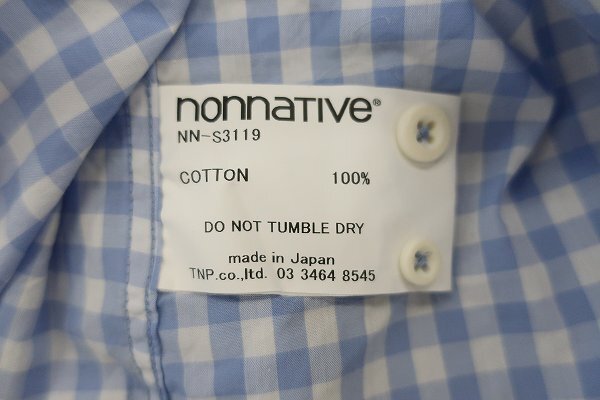 nonnative®
NN-S3119
COTTON 100%
DO NOT TUMBLE DRY
made in Japan
TNP.co.,ltd. 03 3464 8545